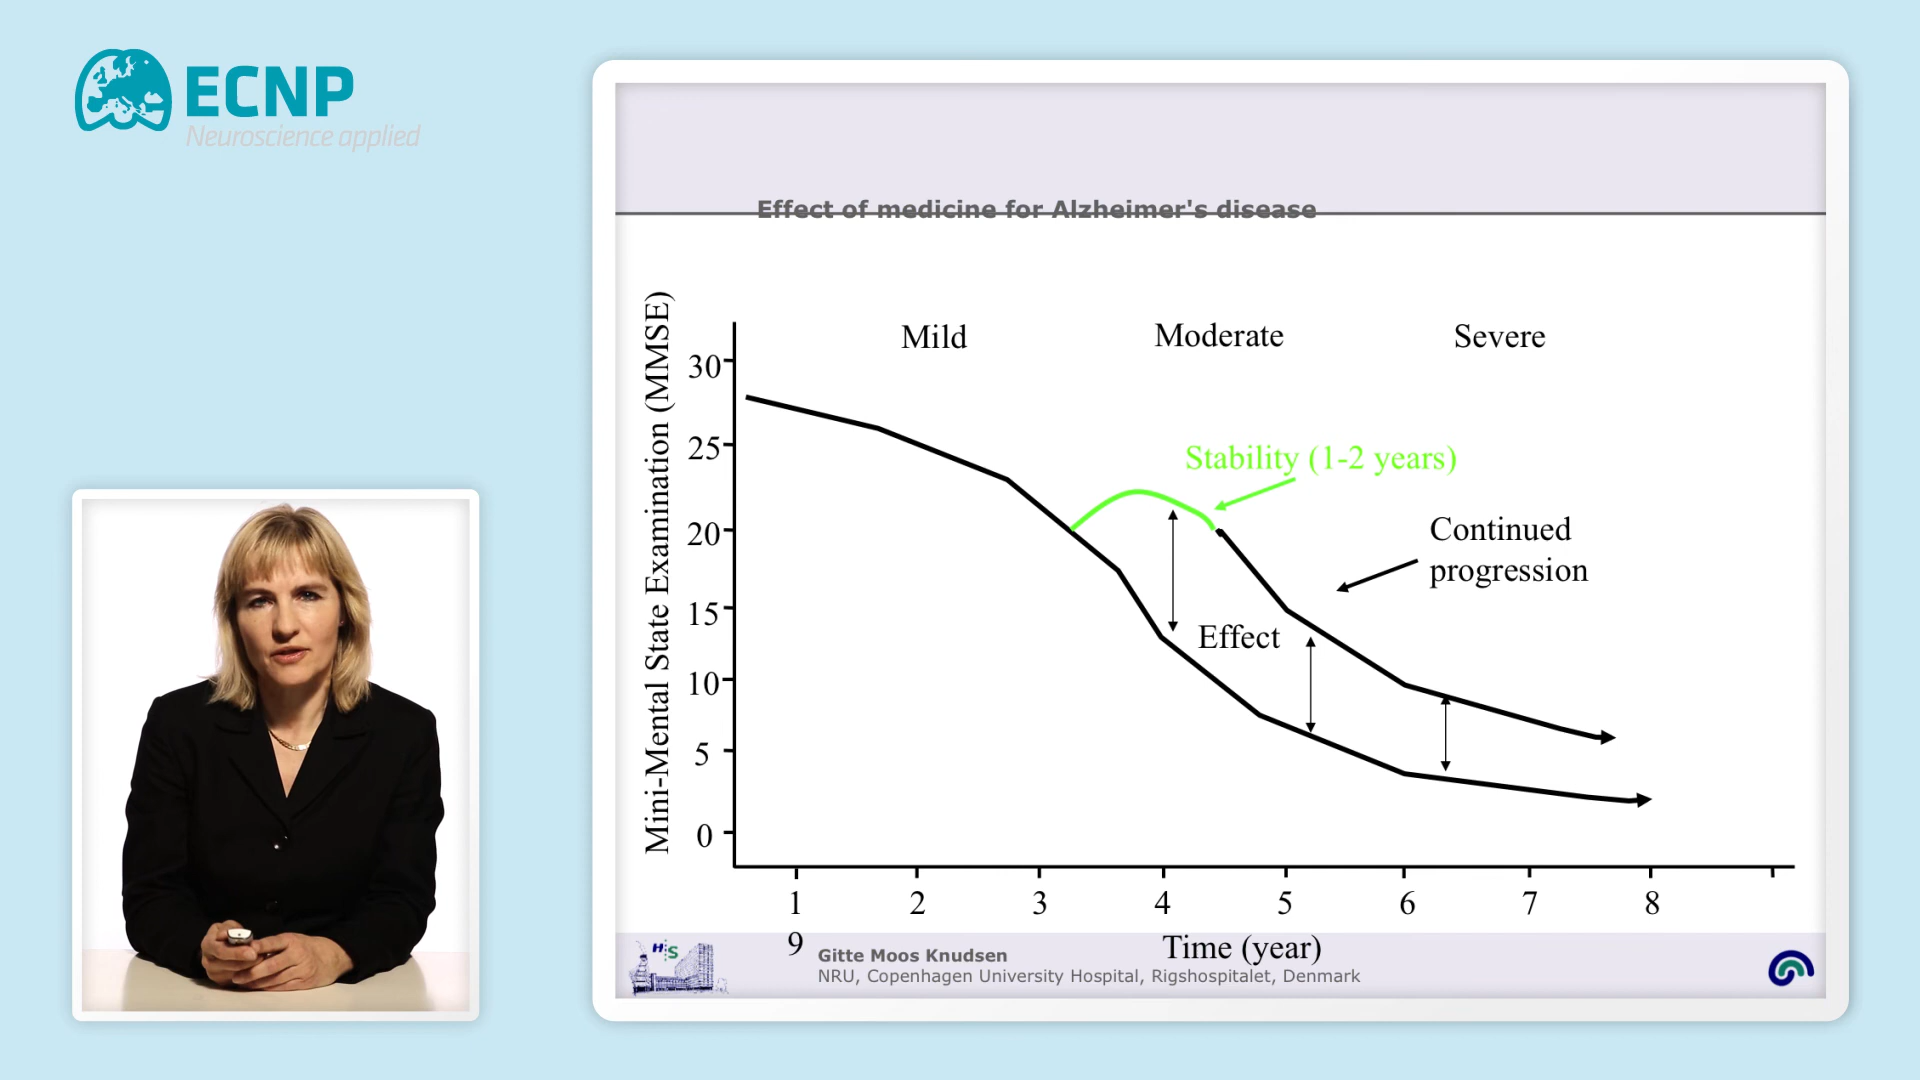 ECNP
Neuroscience applied
Effect of medicine for Alzheimer's disease
Mini-Mental State Examination (MMSE)
Mild
Moderate
Severe
30
25
20
15
10
5
0
Stability (1-2 years)
Continued
progression
Effect
1 2 3 4 5 6 7 8
9
Time (year)
H:S
Gitte Moos Knudsen
NRU, Copenhagen University Hospital, Rigshospitalet, Denmark